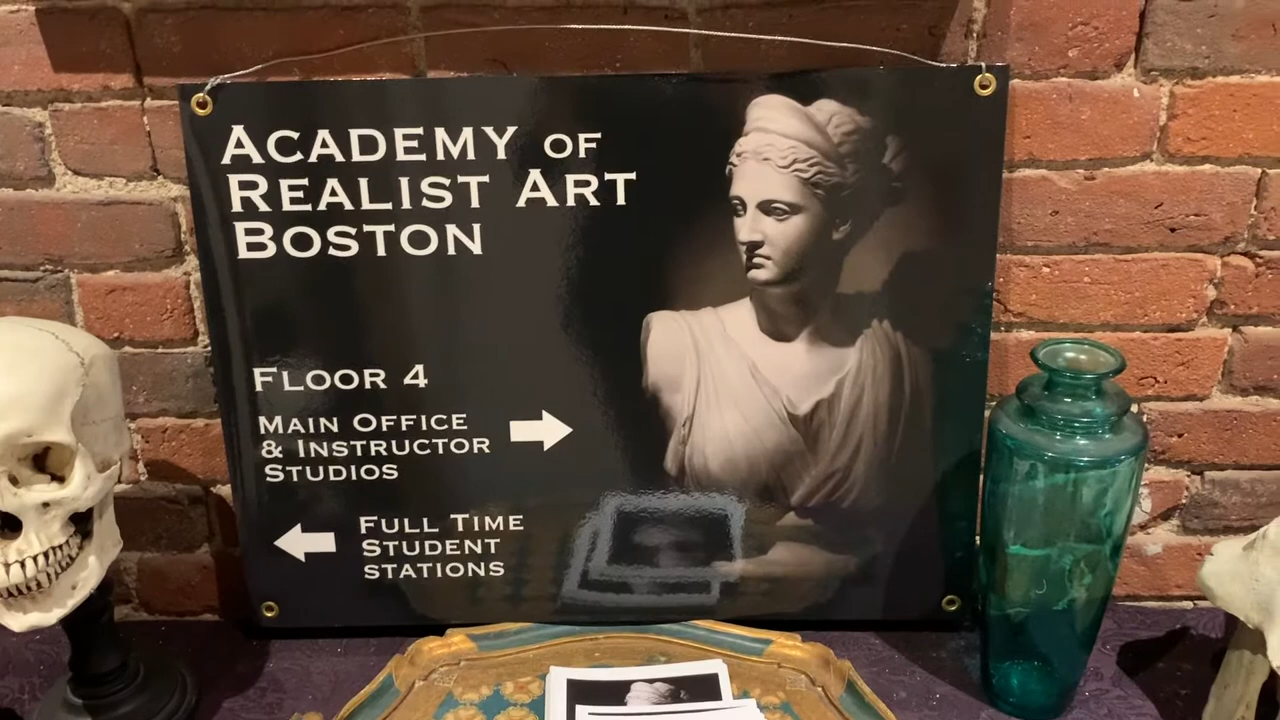 ACADEMY OF
REALIST ART
BOSTON
FLOOR 4
MAIN OFFICE
& INSTRUCTOR
STUDIOS
FULL TIME
STUDENT
STATIONS